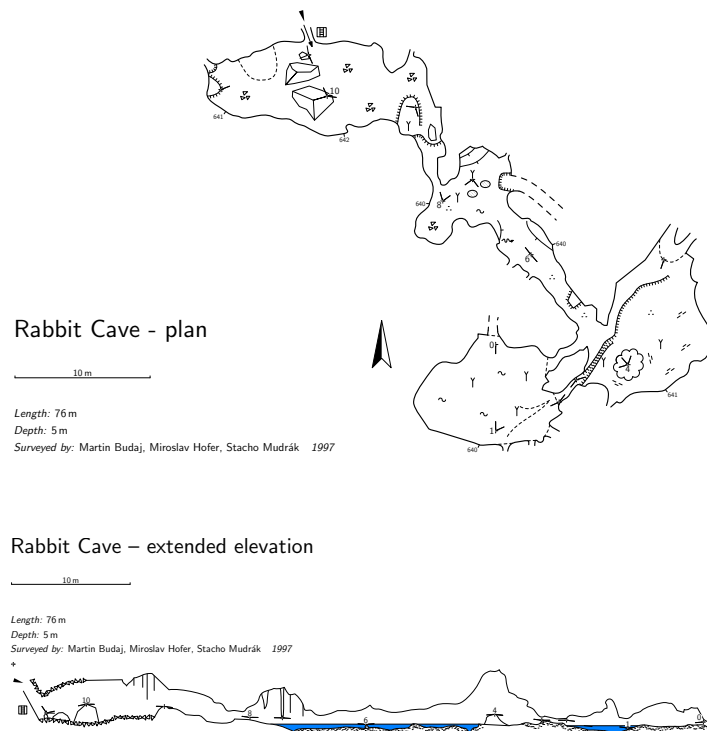 10
641
642
640
8
640
6
Rabbit Cave - plan
0
10 m
4
641
Length: 76 m
Depth: 5 m
1
Surveyed by: Martin Budaj, Miroslav Hofer, Stacho Mudrák 1997
640
Rabbit Cave – extended elevation
10 m
Length: 76 m
Depth: 5 m
Surveyed by: Martin Budaj, Miroslav Hofer, Stacho Mudrák 1997
10
8
6
4
1
0